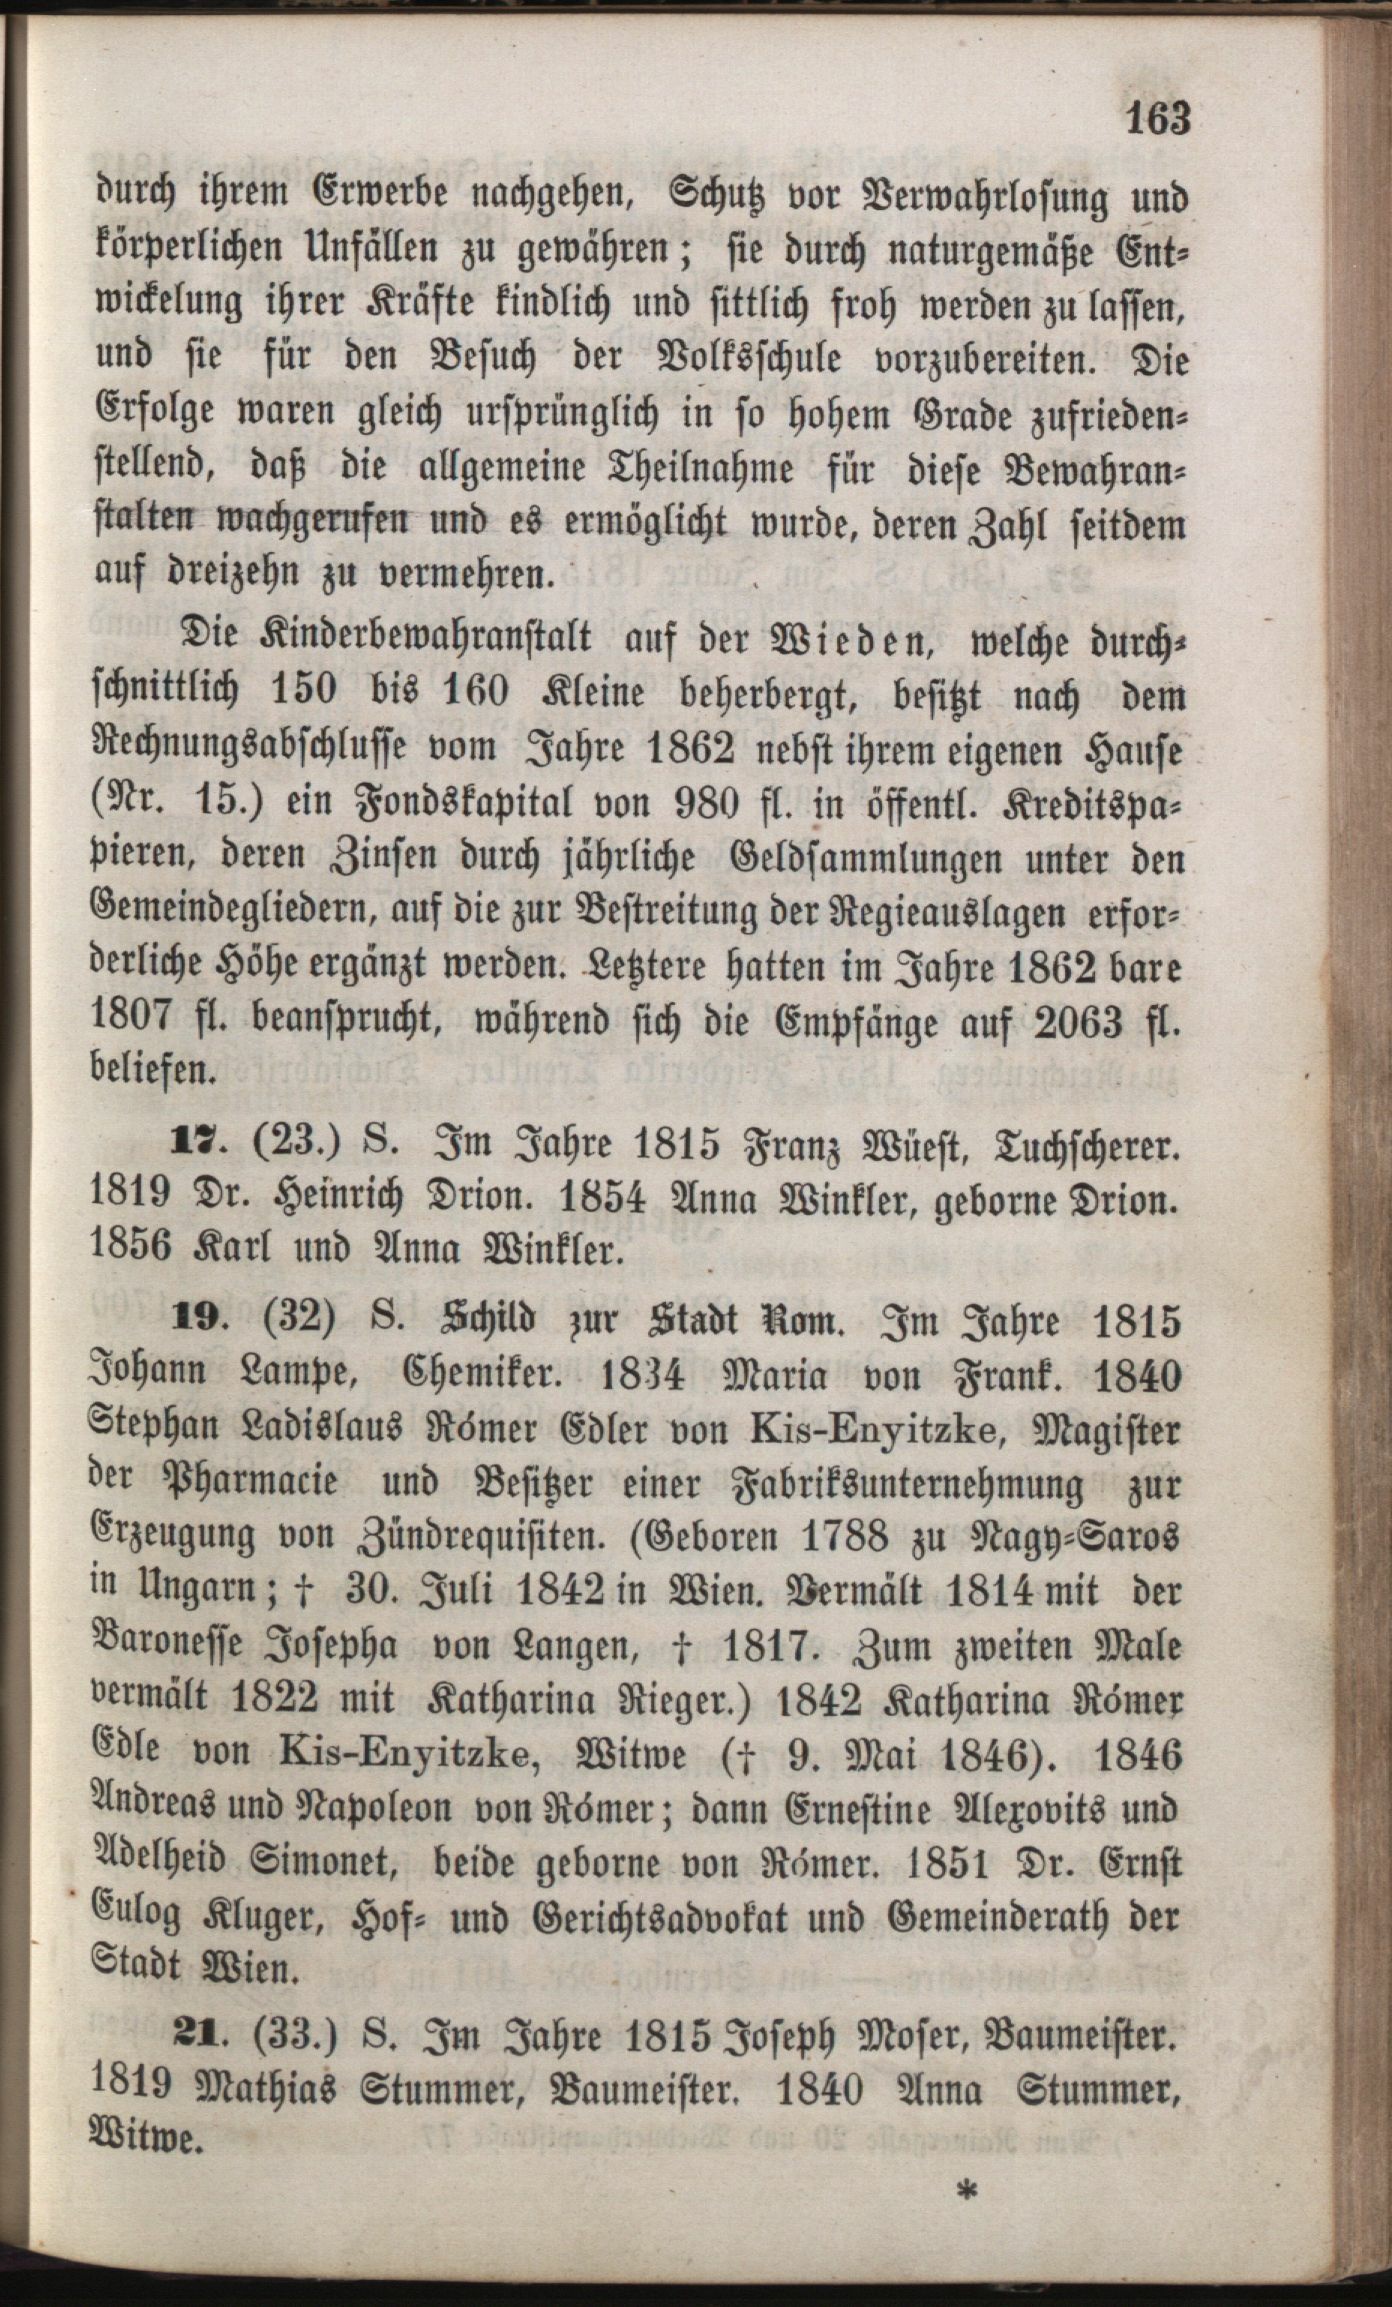 163
durch ihrem Erwerbe nachgehen, Schutz vor Verwahrlosung und
körperlichen Unfällen zu gewähren; sie durch naturgemäße Ent-
wickelung ihrer Kräfte kindlich und sittlich froh werden zu lassen,
und sie für den Besuch der Volksschule vorzubereiten. Die
Erfolge waren gleich ursprünglich in so hohem Grade zufrieden-
stellend, daß die allgemeine Theilnahme für diese Bewahran-
stalten wachgerufen und es ermöglicht wurde, deren Zahl seitdem
auf dreizehn zu vermehren.
Die Kinderbewahranstalt auf der Wieden, welche durch-
schnittlich 150 bis 160 Kleine beherbergt, besitzt nach dem
Rechnungsabschlusse vom Jahre 1862 nebst ihrem eigenen Hause
(Nr. 15.) ein Fondskapital von 980 fl. in öffentl. Kreditspa-
pieren, deren Zinsen durch jährliche Geldsammlungen unter den
Gemeindegliedern, auf die zur Bestreitung der Regieauslagen erfor-
derliche Höhe ergänzt werden. Letztere hatten im Jahre 1862 bare
1807 fl. beansprucht, während sich die Empfänge auf 2063 fl.
beliefen.
17. (23.) S. Im Jahre 1815 Franz Wüest, Tuchscherer.
1819 Dr. Heinrich Drion. 1854 Anna Winkler, geborne Drion.
1856 Karl und Anna Winkler.
19. (32) S. Schild zur Stadt Rom. Im Jahre 1815
Johann Lampe, Chemiker. 1834 Maria von Frank. 1840
Stephan Ladislaus Rómer Edler von Kis-Enyitzke, Magister
der Pharmacie und Besitzer einer Fabriksunternehmung zur
Erzeugung von Zündrequisiten. (Geboren 1788 zu Nagy-Saros
in Ungarn; † 30. Juli 1842 in Wien. Vermält 1814 mit der
Baronesse Josepha von Langen, † 1817. Zum zweiten Male
vermält 1822 mit Katharina Rieger.) 1842 Katharina Rómer
Edle von Kis-Enyitzke, Witwe († 9. Mai 1846). 1846
Andreas und Napoleon von Rómer; dann Ernestine Alexovits und
Adelheid Simonet, beide geborne von Rómer. 1851 Dr. Ernst
Eulog Kluger, Hof- und Gerichtsadvokat und Gemeinderath der
Stadt Wien.
21. (33.) S. Im Jahre 1815 Joseph Moser, Baumeister.
1819 Mathias Stummer, Baumeister. 1840 Anna Stummer,
Witwe.
*